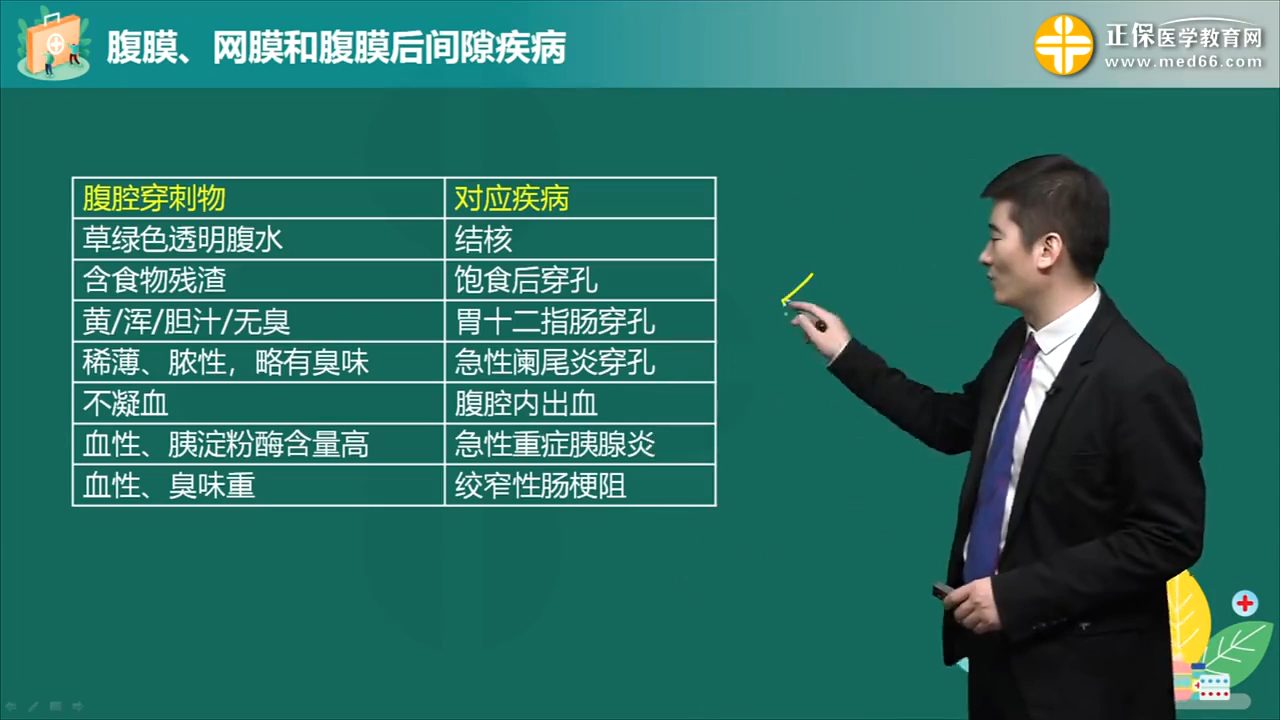 腹膜、网膜和腹膜后间隙疾病
正保医学教育网
www.med66.com
腹腔穿刺物 对应疾病
草绿色透明腹水 结核
含食物残渣 饱食后穿孔
黄/浑/胆汁/无臭 胃十二指肠穿孔
稀薄、脓性，略有臭味 急性阑尾炎穿孔
不凝血 腹腔内出血
血性、胰淀粉酶含量高 急性重症胰腺炎
血性、臭味重 绞窄性肠梗阻